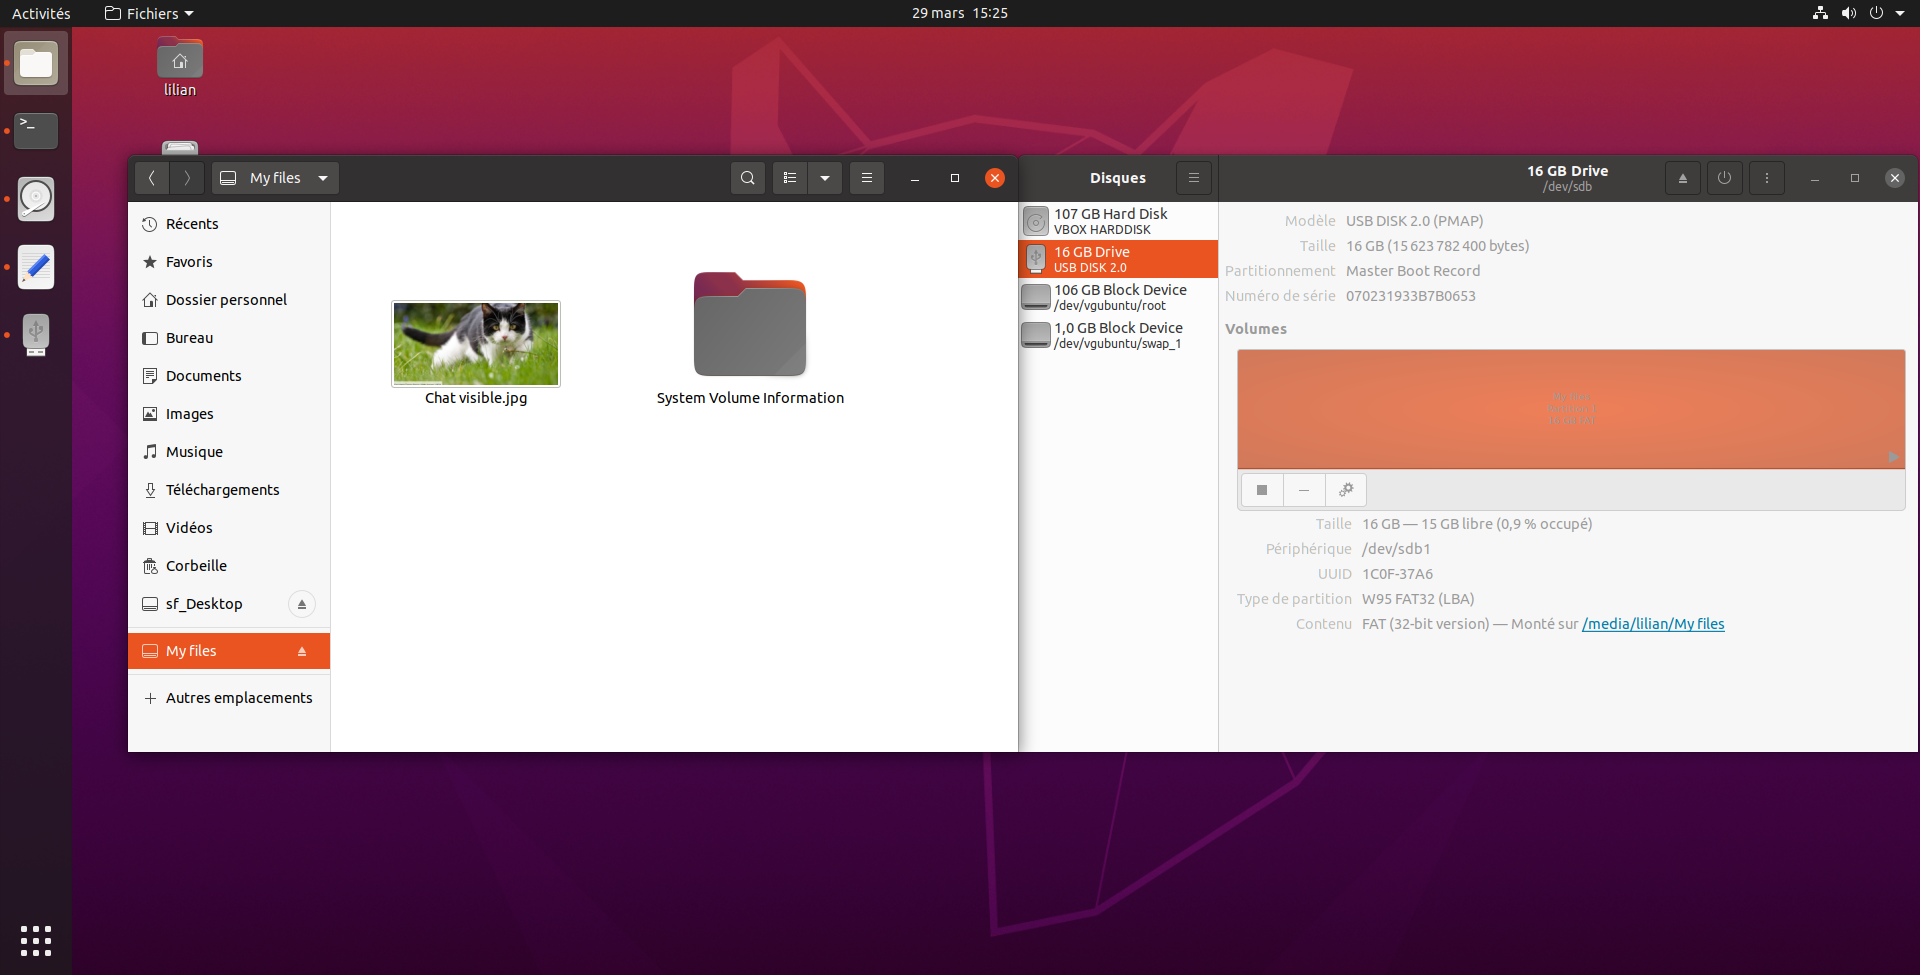 Activités
Fichiers
29 mars 15:25
lilian
My files
Récents
Favoris
Dossier personnel
Bureau
Documents
Images
Musique
Téléchargements
Vidéos
Corbeille
sf_Desktop
My files
Autres emplacements
Chat visible.jpg
System Volume Information
Disques
107 GB Hard Disk
VBOX HARDDISK
16 GB Drive
USB DISK 2.0
106 GB Block Device
/dev/vgubuntu/root
1,0 GB Block Device
/dev/vgubuntu/swap_1
16 GB Drive
/dev/sdb
Modèle USB DISK 2.0 (PMAP)
Taille 16 GB (15 623 782 400 bytes)
Partitionnement Master Boot Record
Numéro de série 070231933B7B0653
Volumes
Taille 16 GB — 15 GB libre (0,9 % occupé)
Périphérique /dev/sdb1
UUID 1C0F-37A6
Type de partition W95 FAT32 (LBA)
Contenu FAT (32-bit version) — Monté sur /media/lilian/My files